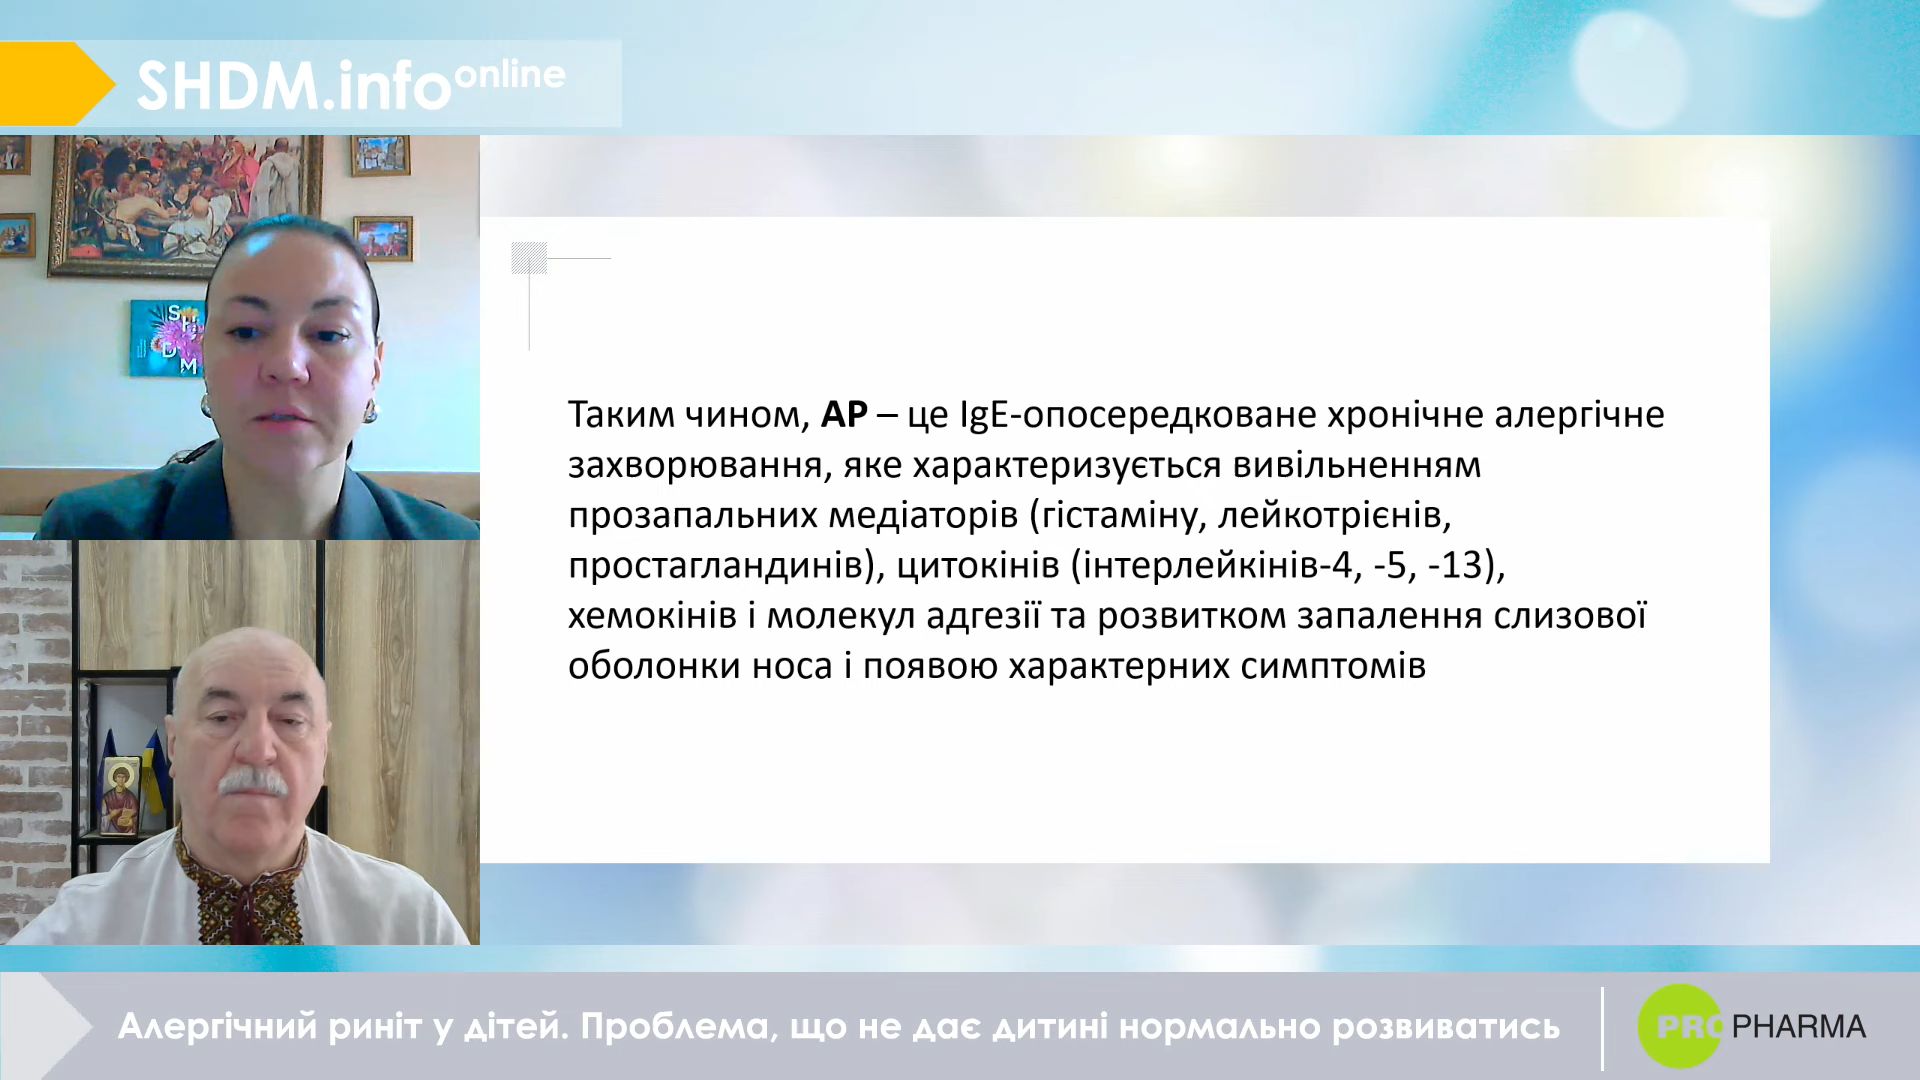 SHDM.info online
S
H
D
M
Таким чином, АР – це IgE-опосередковане хронічне алергічне
захворювання, яке характеризується вивільненням
прозапальних медіаторів (гістаміну, лейкотрієнів,
простагландинів), цитокінів (інтерлейкінів-4, -5, -13),
хемокінів і молекул адгезії та розвитком запалення слизової
оболонки носа і появою характерних симптомів
Алергічний риніт у дітей. Проблема, що не дає дитині нормально розвиватись
PRO PHARMA